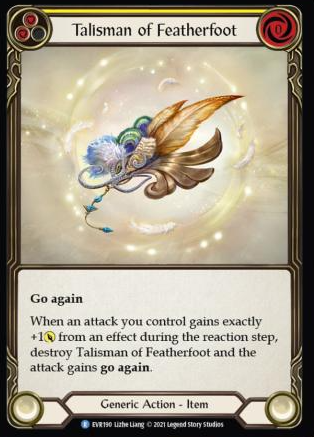 Talisman of Featherfoot
0
Go again
When an attack you control gains exactly
+1 from an effect during the reaction step,
destroy Talisman of Featherfoot and the
attack gains go again.
Generic Action - Item
R EVR190 Lizhe Liang © 2021 Legend Story Studios